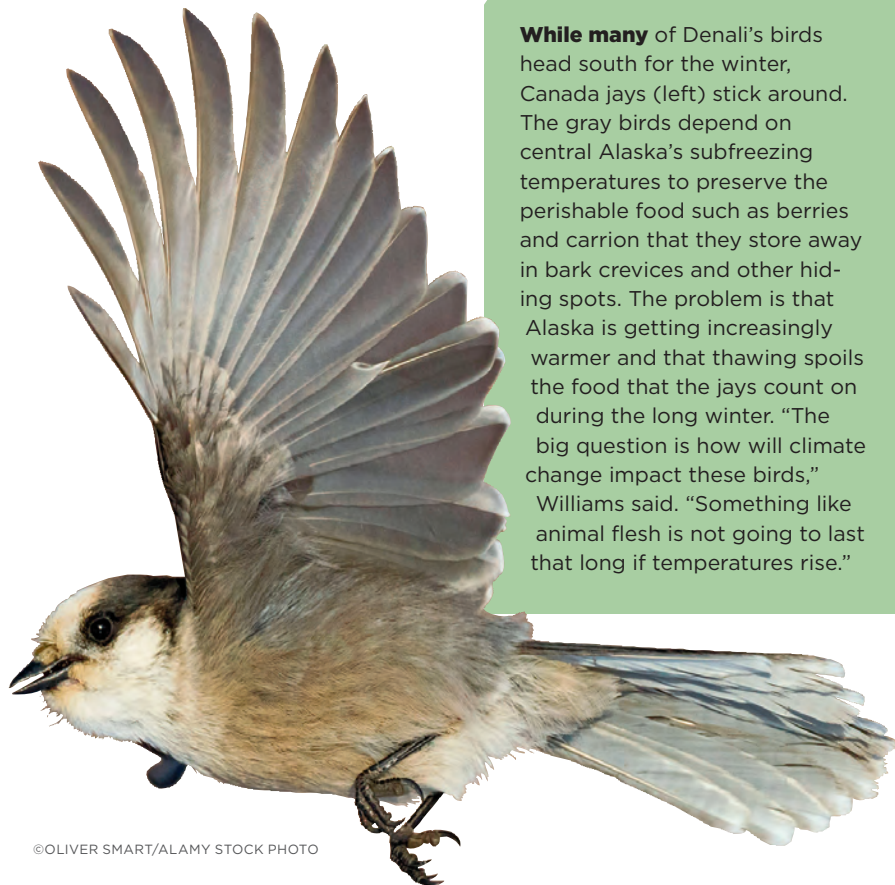 While many of Denali’s birds
head south for the winter,
Canada jays (left) stick around.
The gray birds depend on
central Alaska’s subfreezing
temperatures to preserve the
perishable food such as berries
and carrion that they store away
in bark crevices and other hid-
ing spots. The problem is that
Alaska is getting increasingly
warmer and that thawing spoils
the food that the jays count on
during the long winter. “The
big question is how will climate
change impact these birds,”
Williams said. “Something like
animal flesh is not going to last
that long if temperatures rise.”
©OLIVER SMART/ALAMY STOCK PHOTO